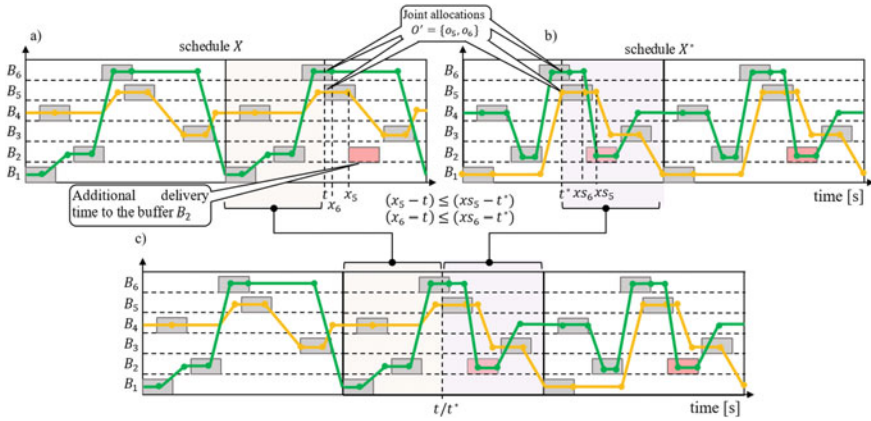 Joint allocations
O' = {o₅, o₆}
a)
schedule X
b)
schedule X*
B₆
B₅
B₄
B₃
B₂
B₁
B₆
B₅
B₄
B₃
B₂
B₁
t
x₆
x₅
t* xs₆ xs₅
time [s]
Additional delivery
time to the buffer B₂
(x₅ − t) ≤ (xs₅ − t*)
(x₆ − t) ≤ (xs₆ − t*)
c)
B₆
B₅
B₄
B₃
B₂
B₁
t/t*
time [s]